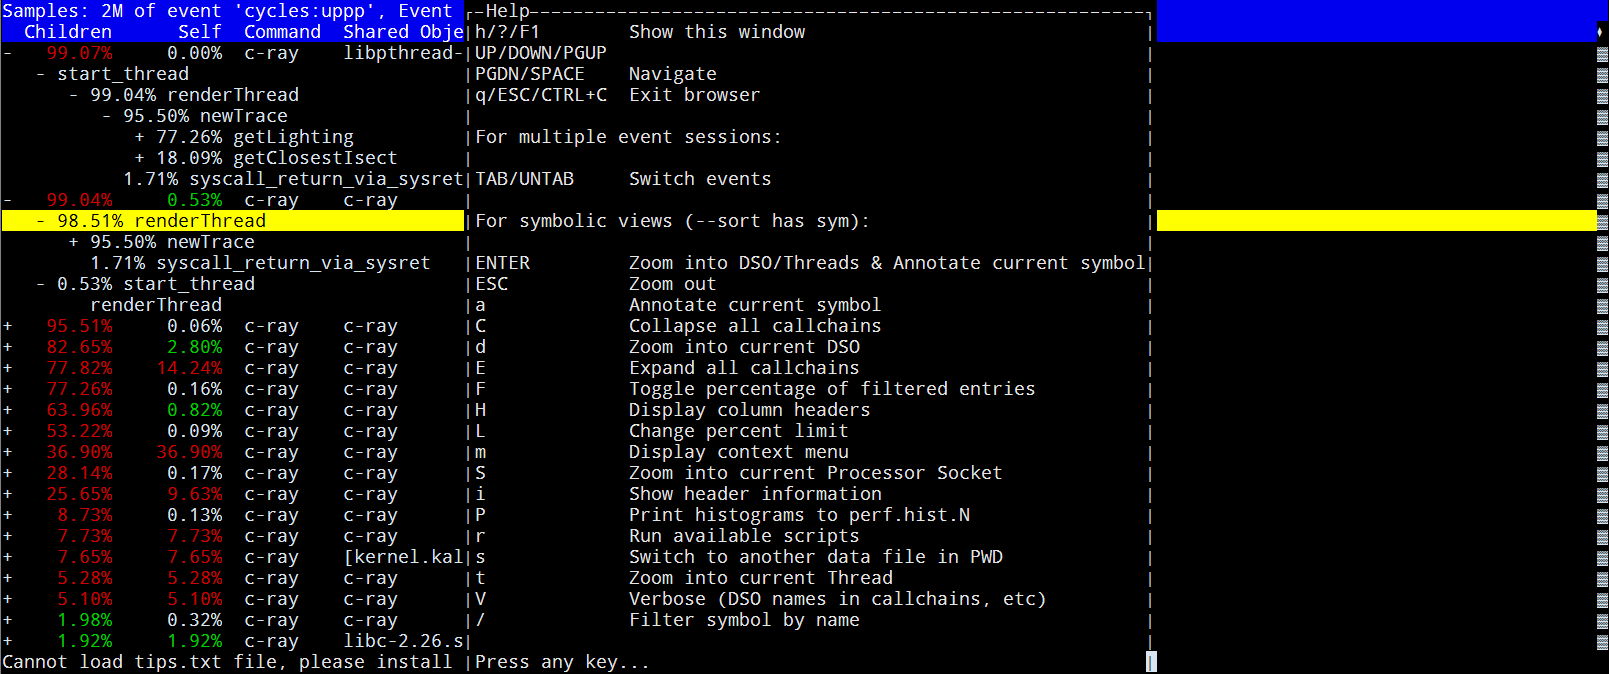 Samples: 2M of event 'cycles:uppp', Event ┌─Help─────────────────────────────────────────────────────────┐
  Children      Self  Command  Shared Obje│h/?/F1        Show this window
-   99.07%     0.00%  c-ray    libpthread-│UP/DOWN/PGUP
   - start_thread                         │PGDN/SPACE    Navigate
      - 99.04% renderThread               │q/ESC/CTRL+C  Exit browser
         - 95.50% newTrace                │
            + 77.26% getLighting          │For multiple event sessions:
            + 18.09% getClosestIsect      │
           1.71% syscall_return_via_sysret│TAB/UNTAB     Switch events
-   99.04%     0.53%  c-ray    c-ray      │
   - 98.51% renderThread                  │For symbolic views (--sort has sym):
      + 95.50% newTrace                   │
        1.71% syscall_return_via_sysret   │ENTER         Zoom into DSO/Threads & Annotate current symbol│
   - 0.53% start_thread                   │ESC           Zoom out
        renderThread                      │a             Annotate current symbol
+   95.51%     0.06%  c-ray    c-ray      │C             Collapse all callchains
+   82.65%     2.80%  c-ray    c-ray      │d             Zoom into current DSO
+   77.82%    14.24%  c-ray    c-ray      │E             Expand all callchains
+   77.26%     0.16%  c-ray    c-ray      │F             Toggle percentage of filtered entries
+   63.96%     0.82%  c-ray    c-ray      │H             Display column headers
+   53.22%     0.09%  c-ray    c-ray      │L             Change percent limit
+   36.90%    36.90%  c-ray    c-ray      │m             Display context menu
+   28.14%     0.17%  c-ray    c-ray      │S             Zoom into current Processor Socket
+   25.65%     9.63%  c-ray    c-ray      │i             Show header information
+    8.73%     0.13%  c-ray    c-ray      │P             Print histograms to perf.hist.N
+    7.73%     7.73%  c-ray    c-ray      │r             Run available scripts
+    7.65%     7.65%  c-ray    [kernel.kal│s             Switch to another data file in PWD
+    5.28%     5.28%  c-ray    c-ray      │t             Zoom into current Thread
+    5.10%     5.10%  c-ray    c-ray      │V             Verbose (DSO names in callchains, etc)
+    1.98%     0.32%  c-ray    c-ray      │/             Filter symbol by name
+    1.92%     1.92%  c-ray    libc-2.26.s│
Cannot load tips.txt file, please install │Press any key...